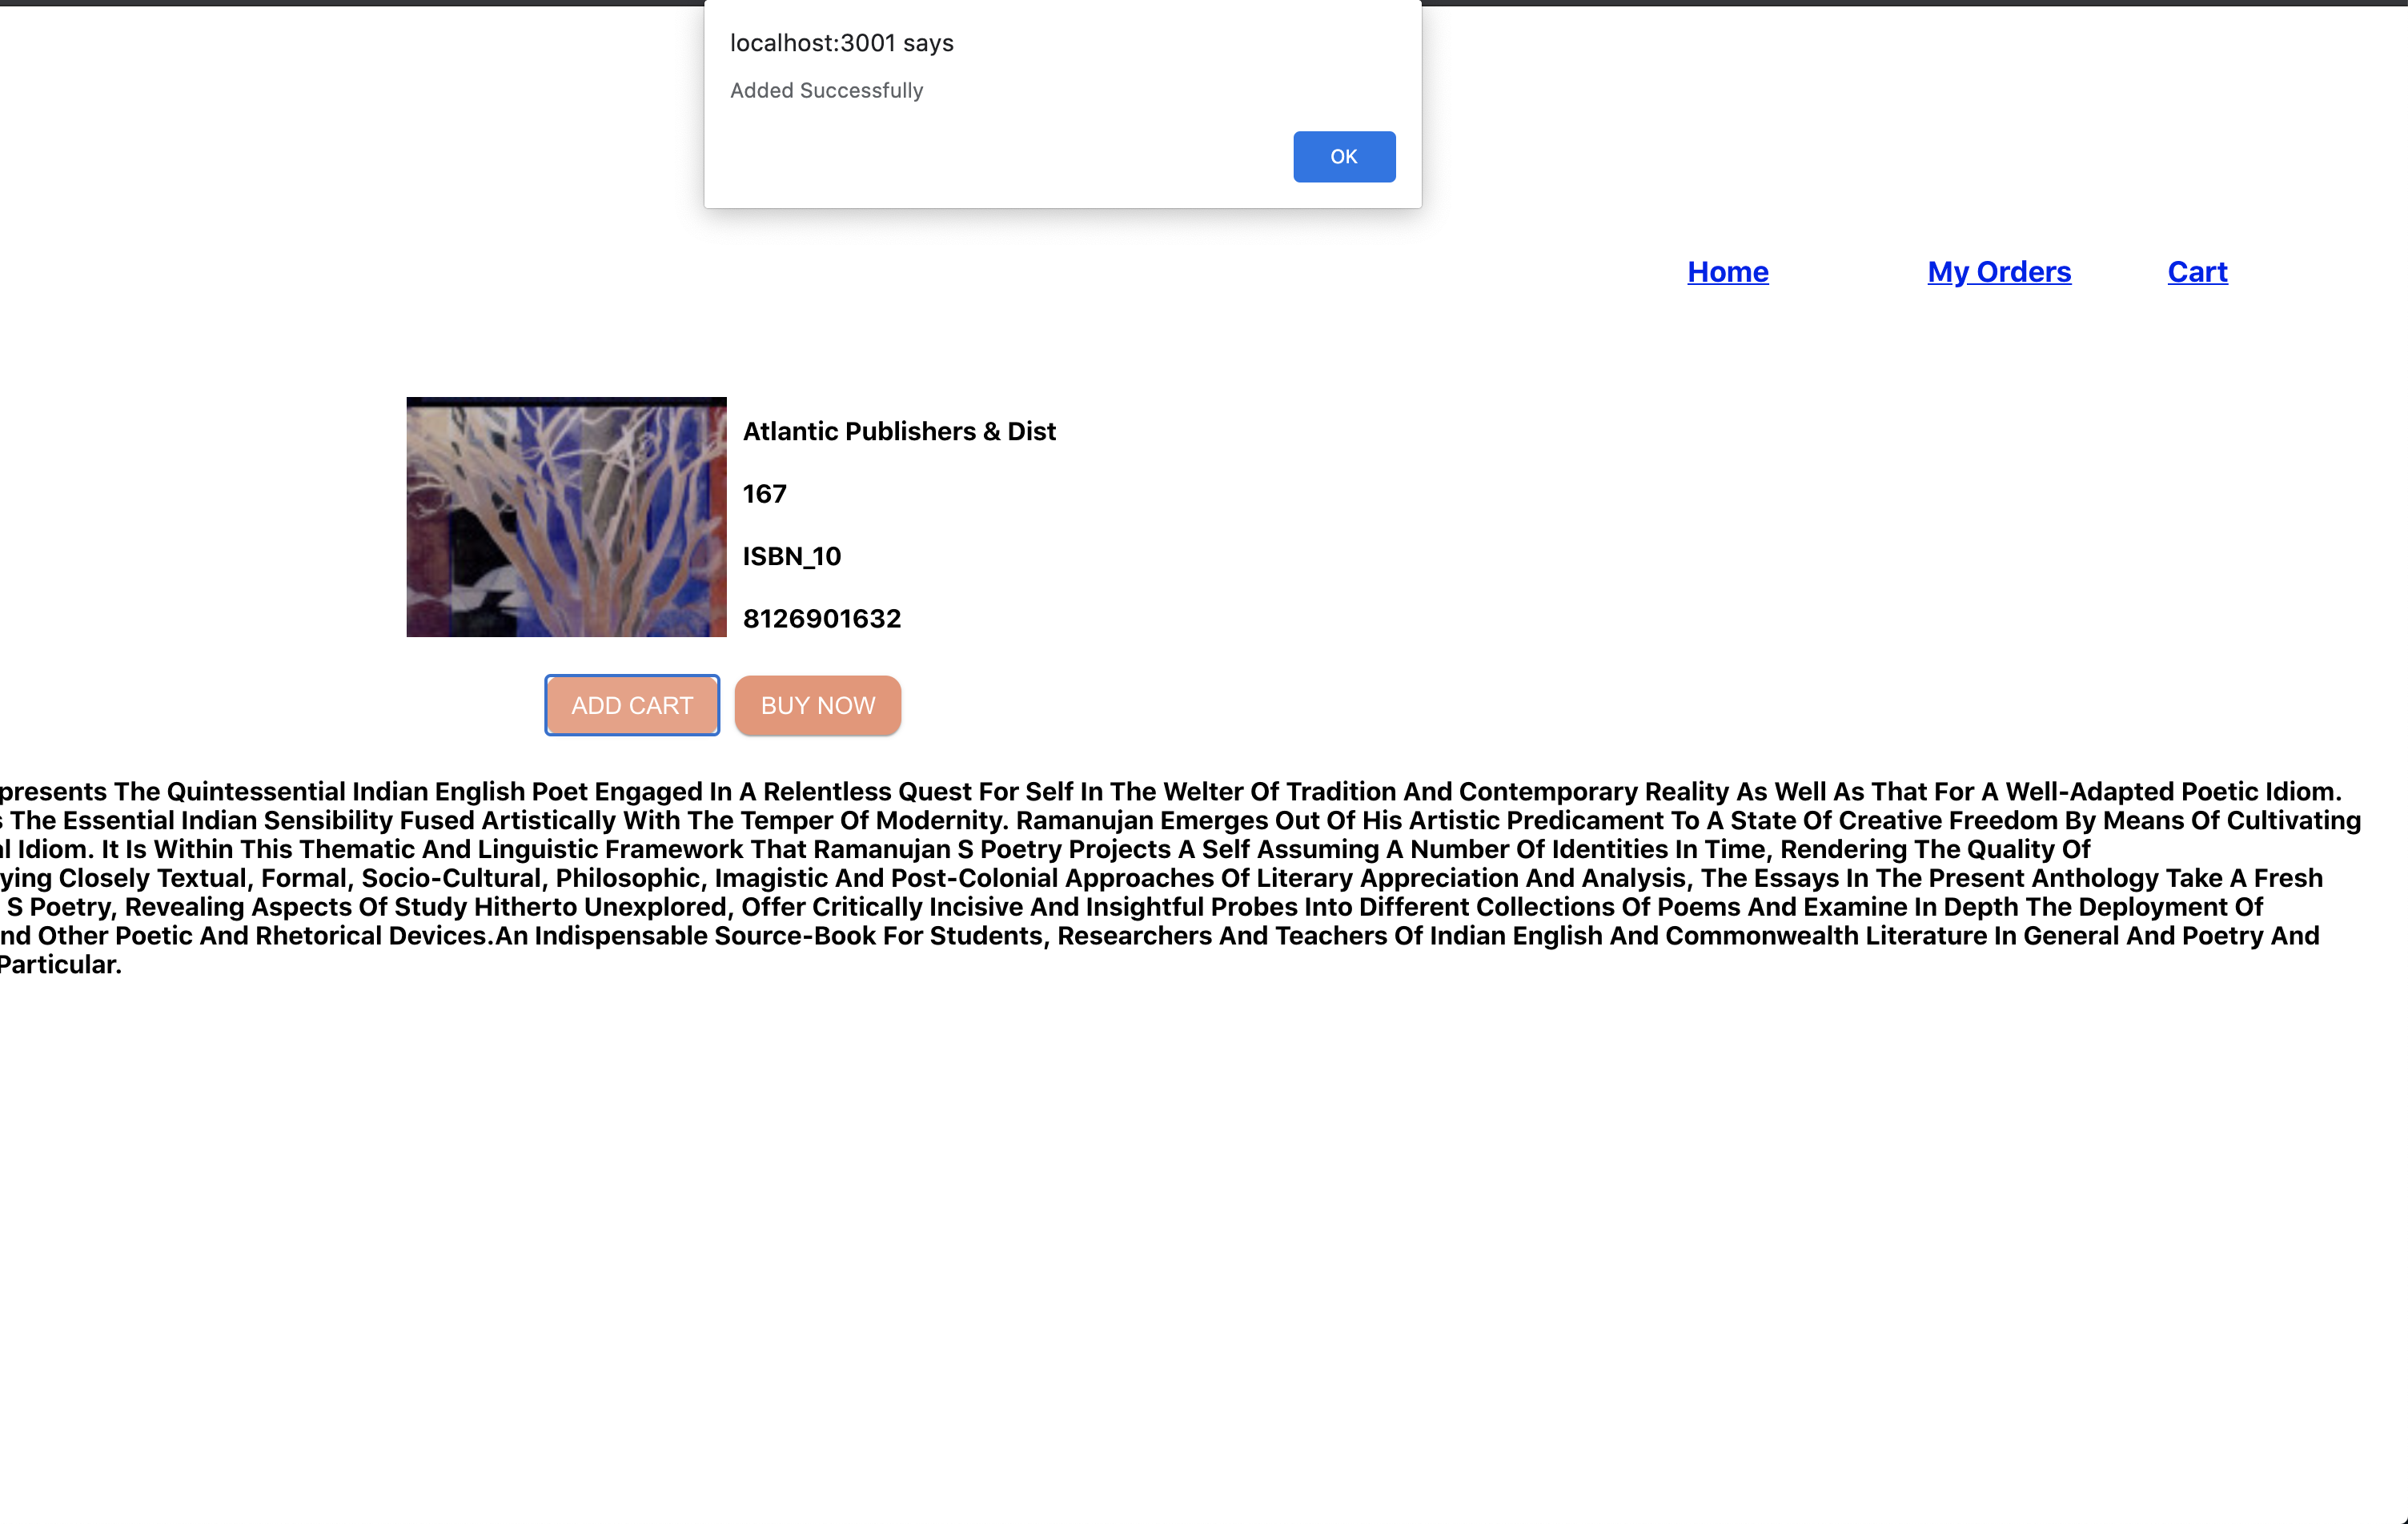 localhost:3001 says
Added Successfully
OK
Home My Orders Cart
Atlantic Publishers & Dist
167
ISBN_10
8126901632
ADD CART BUY NOW
The Quintessential Indian English Poet Engaged In A Relentless Quest For Self In The Welter Of Tradition And Contemporary Reality As Well As That For A Well-Adapted Poetic Idiom.
The Essential Indian Sensibility Fused Artistically With The Temper Of Modernity. Ramanujan Emerges Out Of His Artistic Predicament To A State Of Creative Freedom By Means Of Cultivating
Idiom. It Is Within This Thematic And Linguistic Framework That Ramanujan S Poetry Projects A Self Assuming A Number Of Identities In Time, Rendering The Quality Of
Closely Textual, Formal, Socio-Cultural, Philosophic, Imagistic And Post-Colonial Approaches Of Literary Appreciation And Analysis, The Essays In The Present Anthology Take A Fresh
S Poetry, Revealing Aspects Of Study Hitherto Unexplored, Offer Critically Incisive And Insightful Probes Into Different Collections Of Poems And Examine In Depth The Deployment Of
Other Poetic And Rhetorical Devices.An Indispensable Source-Book For Students, Researchers And Teachers Of Indian English And Commonwealth Literature In General And Poetry And
Particular.